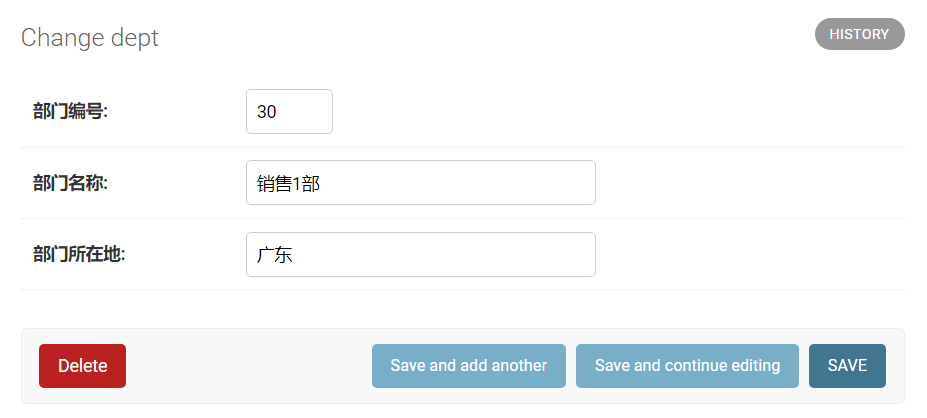 Change dept
HISTORY
部门编号:
30
部门名称:
销售1部
部门所在地:
广东
Delete
Save and add another
Save and continue editing
SAVE